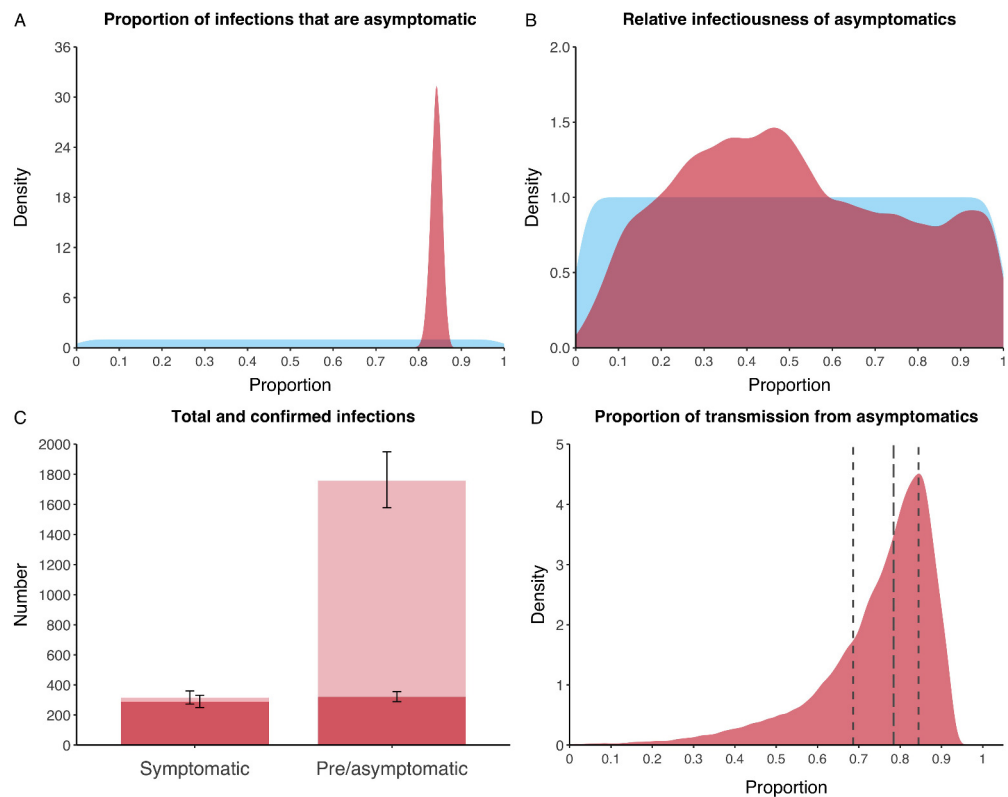 A Proportion of infections that are asymptomatic
36
30
24
18
12
6
0
Density
0 0.1 0.2 0.3 0.4 0.5 0.6 0.7 0.8 0.9 1
Proportion
B Relative infectiousness of asymptomatics
2.0
1.5
1.0
0.5
0.0
Density
0 0.1 0.2 0.3 0.4 0.5 0.6 0.7 0.8 0.9 1
Proportion
C Total and confirmed infections
2000
1800
1600
1400
1200
1000
800
600
400
200
0
Number
Symptomatic Pre/asymptomatic
D Proportion of transmission from asymptomatics
5
4
3
2
1
0
Density
0 0.1 0.2 0.3 0.4 0.5 0.6 0.7 0.8 0.9 1
Proportion